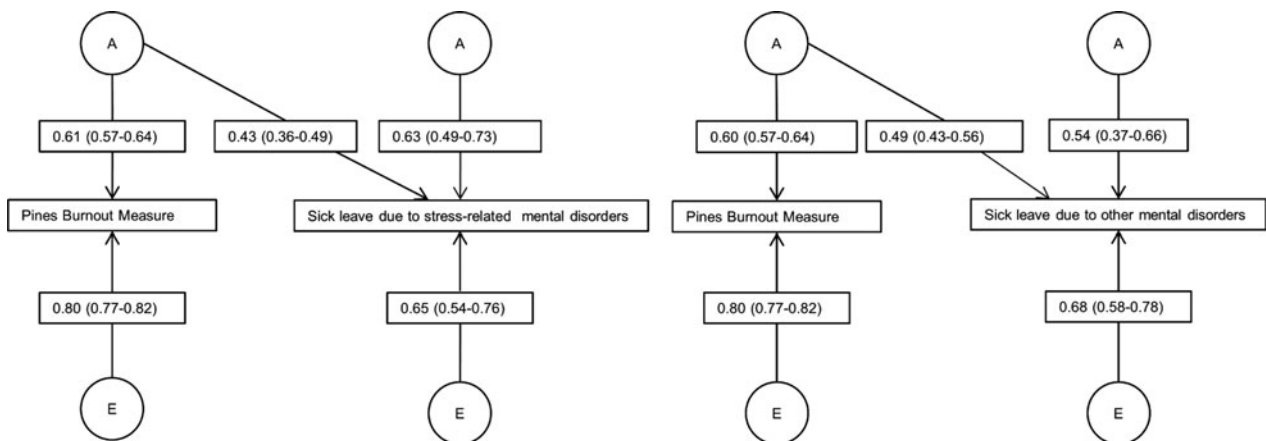 A
A
0.61 (0.57-0.64)
0.43 (0.36-0.49)
0.63 (0.49-0.73)
Pines Burnout Measure
Sick leave due to stress-related mental disorders
0.80 (0.77-0.82)
0.65 (0.54-0.76)
E
E
A
A
0.60 (0.57-0.64)
0.49 (0.43-0.56)
0.54 (0.37-0.66)
Pines Burnout Measure
Sick leave due to other mental disorders
0.80 (0.77-0.82)
0.68 (0.58-0.78)
E
E